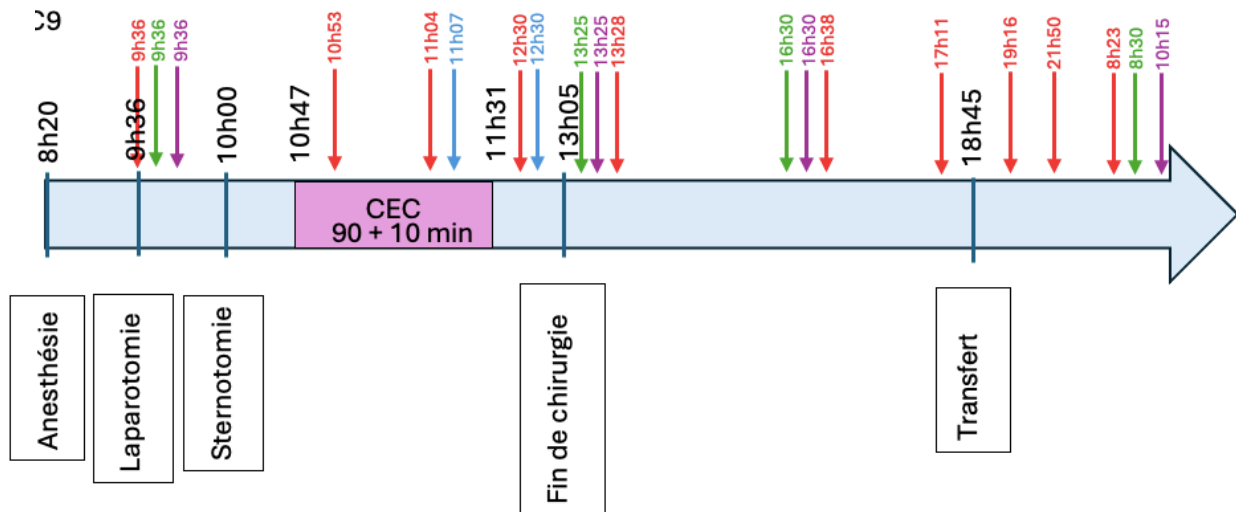 C9
8h20
9h36
9h36
9h36
9h36
10h00
10h47
10h53
11h04
11h07
11h31
12h30
12h30
13h05
13h25
13h25
13h28
16h30
16h30
16h38
17h11
18h45
19h16
21h50
8h23
8h30
10h15
CEC
90 + 10 min
Anesthésie
Laparotomie
Sternotomie
Fin de chirurgie
Transfert